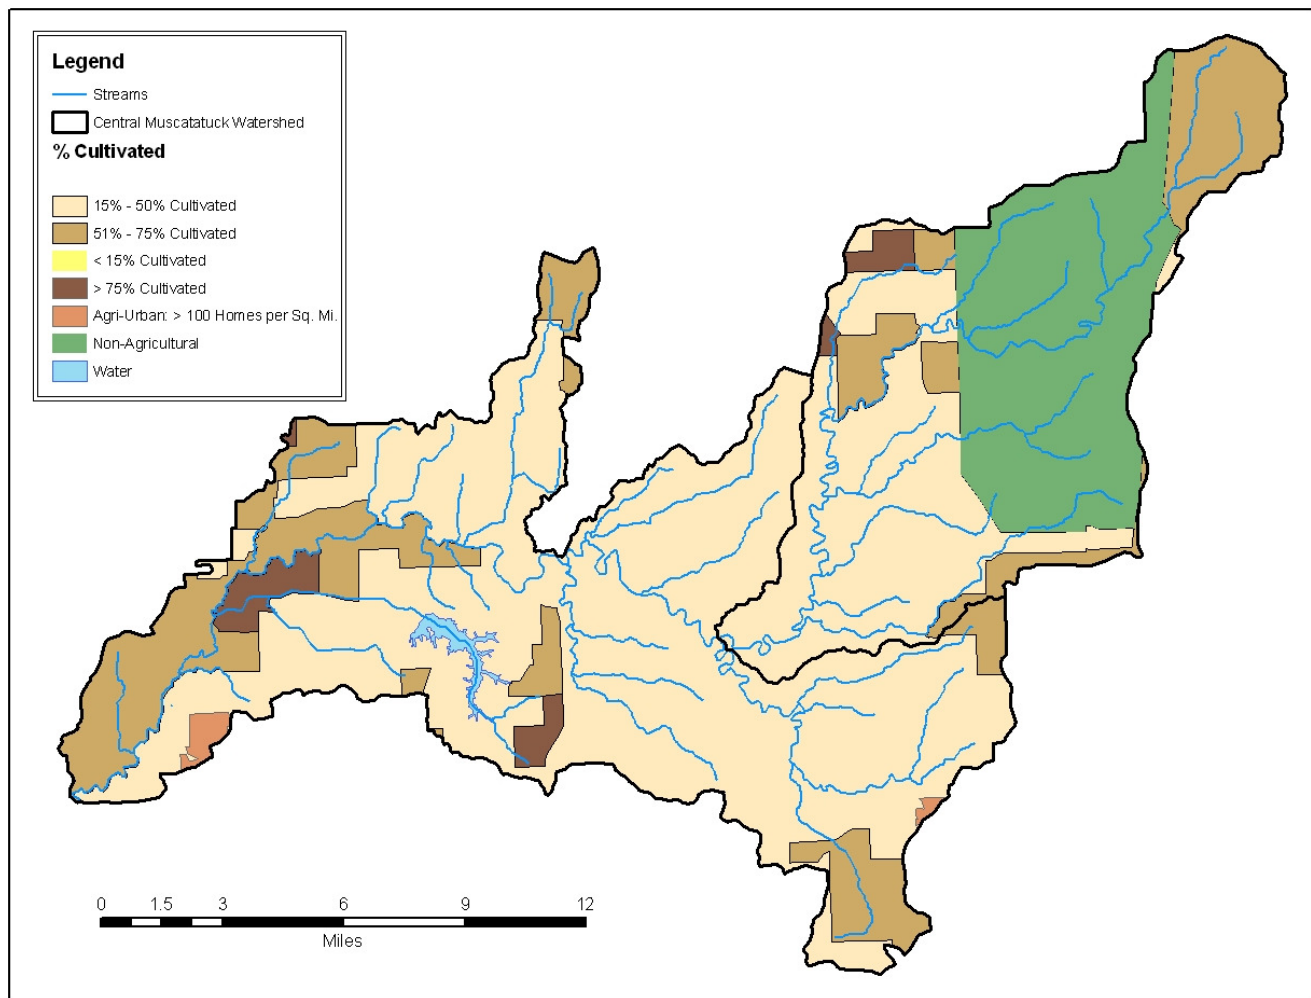 Legend
Streams
Central Muscatatuck Watershed
% Cultivated
15% - 50% Cultivated
51% - 75% Cultivated
< 15% Cultivated
> 75% Cultivated
Agri-Urban: > 100 Homes per Sq. Mi.
Non-Agricultural
Water
0 1.5 3 6 9 12
Miles